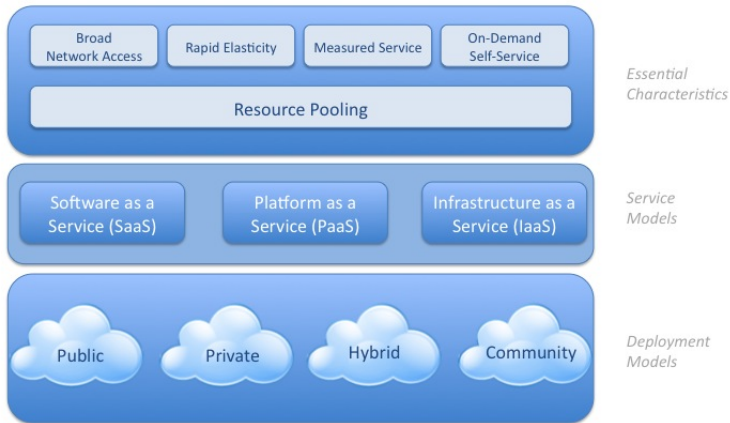 Broad
Network Access
Rapid Elasticity
Measured Service
On-Demand
Self-Service
Resource Pooling
Essential
Characteristics
Software as a
Service (SaaS)
Platform as a
Service (PaaS)
Infrastructure as a
Service (IaaS)
Service
Models
Public
Private
Hybrid
Community
Deployment
Models